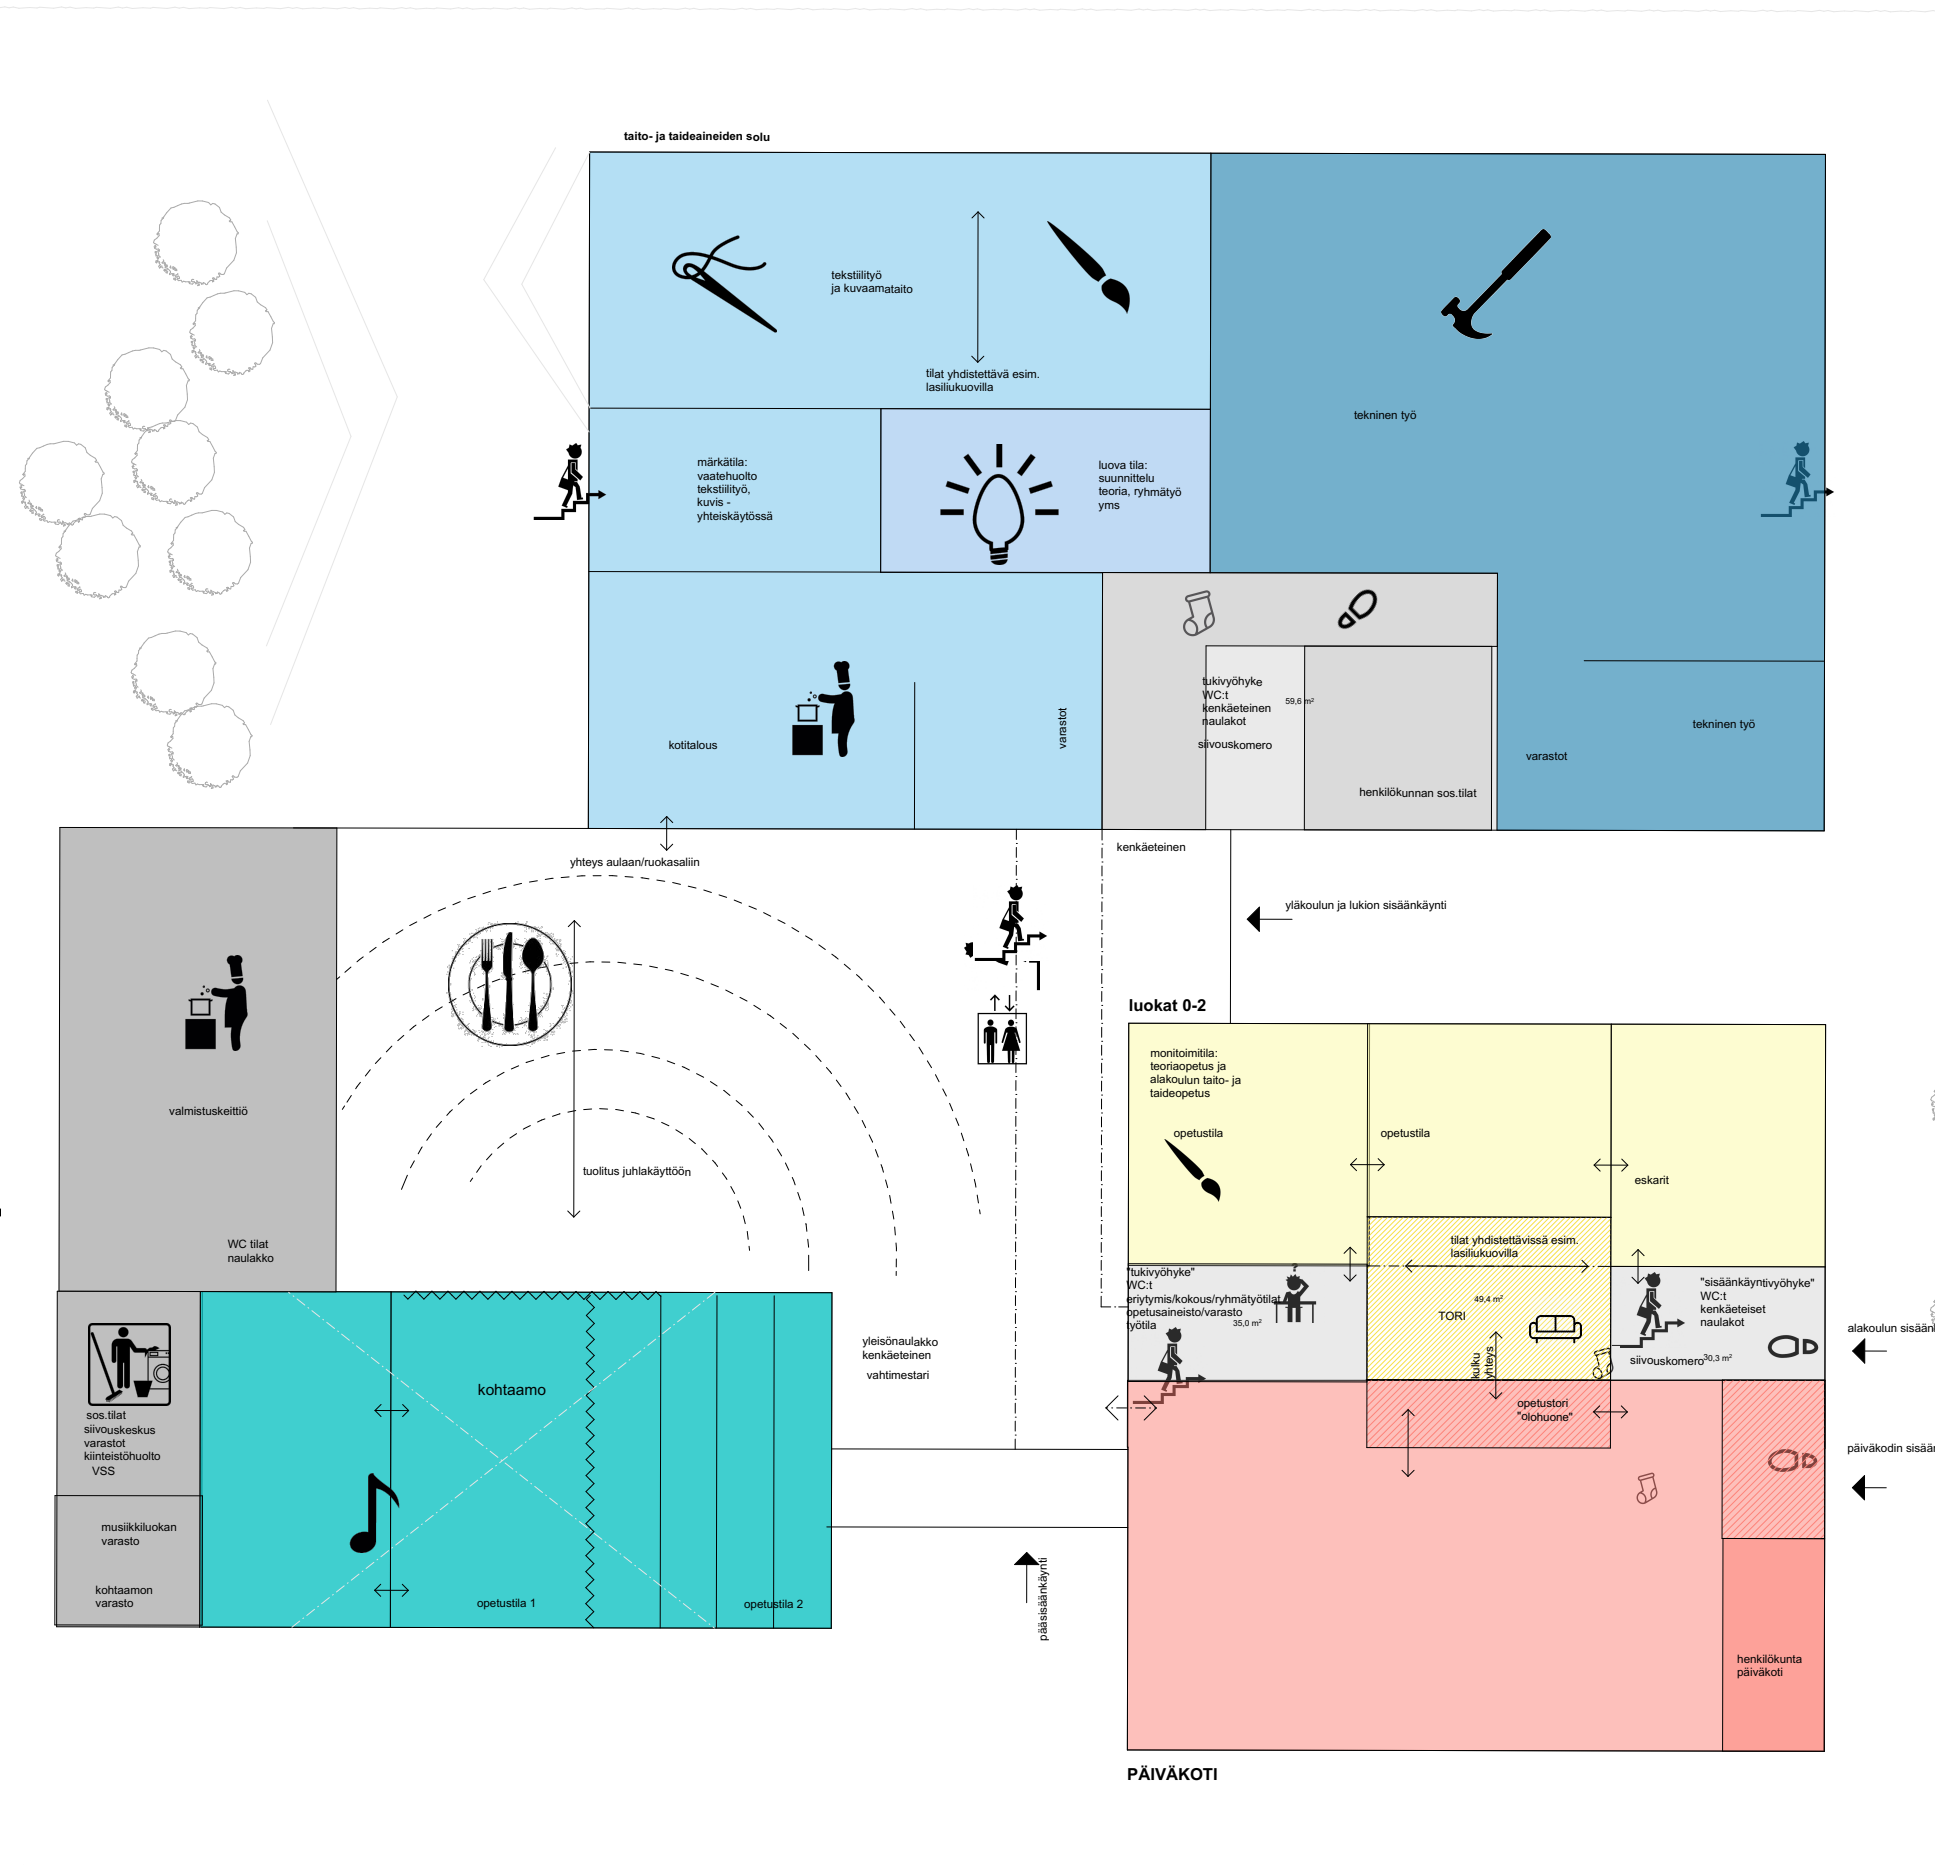 taito- ja taideaineiden solu
tekstiilityö
ja kuvaamataito
tilat yhdistettävä esim.
lasiliukuovilla
tekninen työ
märkätila:
vaatehuolto
tekstiilityö,
kuvis -
yhteiskäytössä
luova tila:
suunnittelu
teoria, ryhmätyö
yms
kotitalous
varastot
tukivyöhyke
WC:t
kenkäeteinen
naulakot
siivouskomero
59,6 m²
henkilökunnan sos.tilat
varastot
tekninen työ
yhteys aulaan/ruokasaliin
kenkäeteinen
yläkoulun ja lukion sisäänkäynti
valmistuskeittiö
WC tilat
naulakko
tuolitus juhlakäyttöön
luokat 0-2
monitoimitila:
teoriaopetus ja
alakoulun taito- ja
taideopetus
opetustila
opetustila
eskarit
tilat yhdistettävissä esim.
lasiliukuovilla
"tukivyöhyke"
WC:t
eriytymis/kokous/ryhmätyötilat
opetusaineisto/varasto
työtila
35,0 m²
?
49,4 m²
TORI
kulku
yhteys
"sisäänkäyntivyöhyke"
WC:t
kenkäeteiset
naulakot
siivouskomero
30,3 m²
alakoulun sisään
opetustori
"olohuone"
päiväkodin sisään
yleisönaulakko
kenkäeteinen
vahtimestari
kohtaamo
sos.tilat
siivouskeskus
varastot
kiinteistöhuolto
VSS
musiikkiluokan
varasto
kohtaamon
varasto
opetustila 1
opetustila 2
pääsisäänkäynti
henkilökunta
päiväkoti
PÄIVÄKOTI